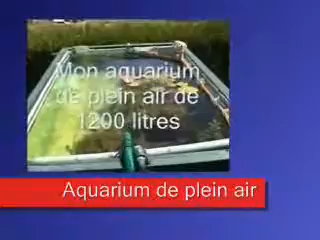 Mon aquarium
de plein air de
1200 litres
Aquarium de plein air